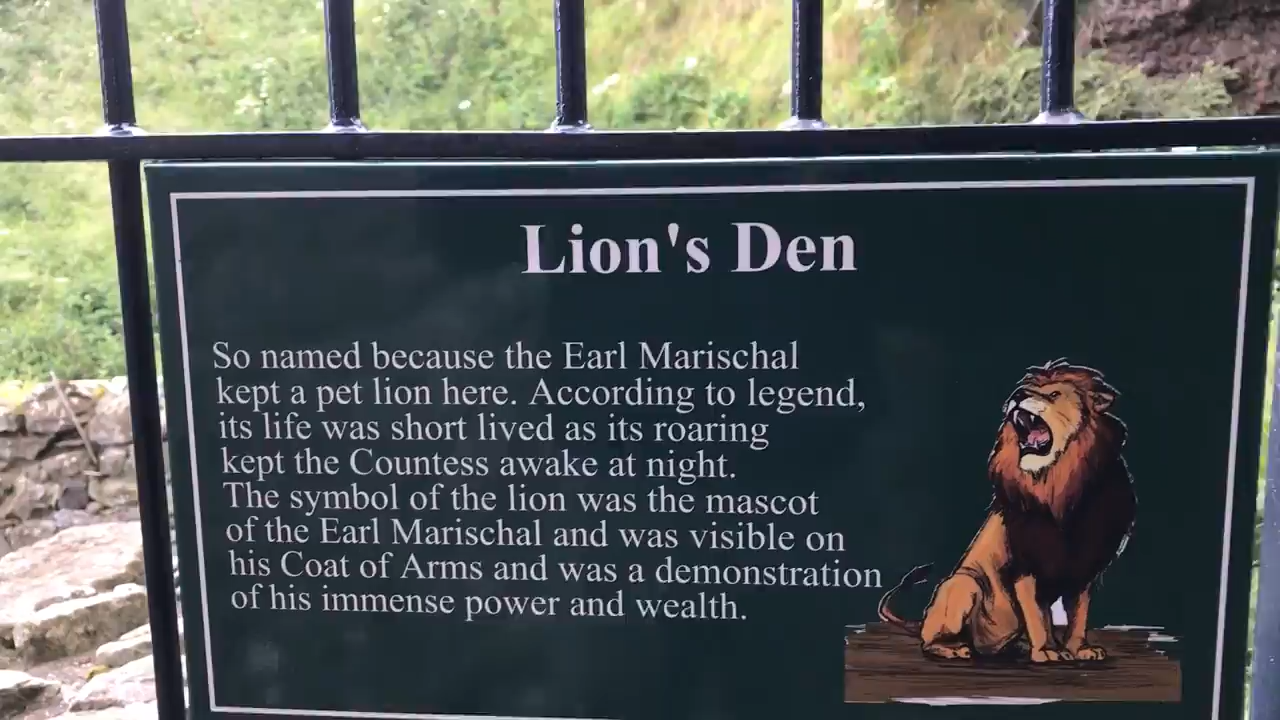 Lion's Den
So named because the Earl Marischal
kept a pet lion here. According to legend,
its life was short lived as its roaring
kept the Countess awake at night.
The symbol of the lion was the mascot
of the Earl Marischal and was visible on
his Coat of Arms and was a demonstration
of his immense power and wealth.